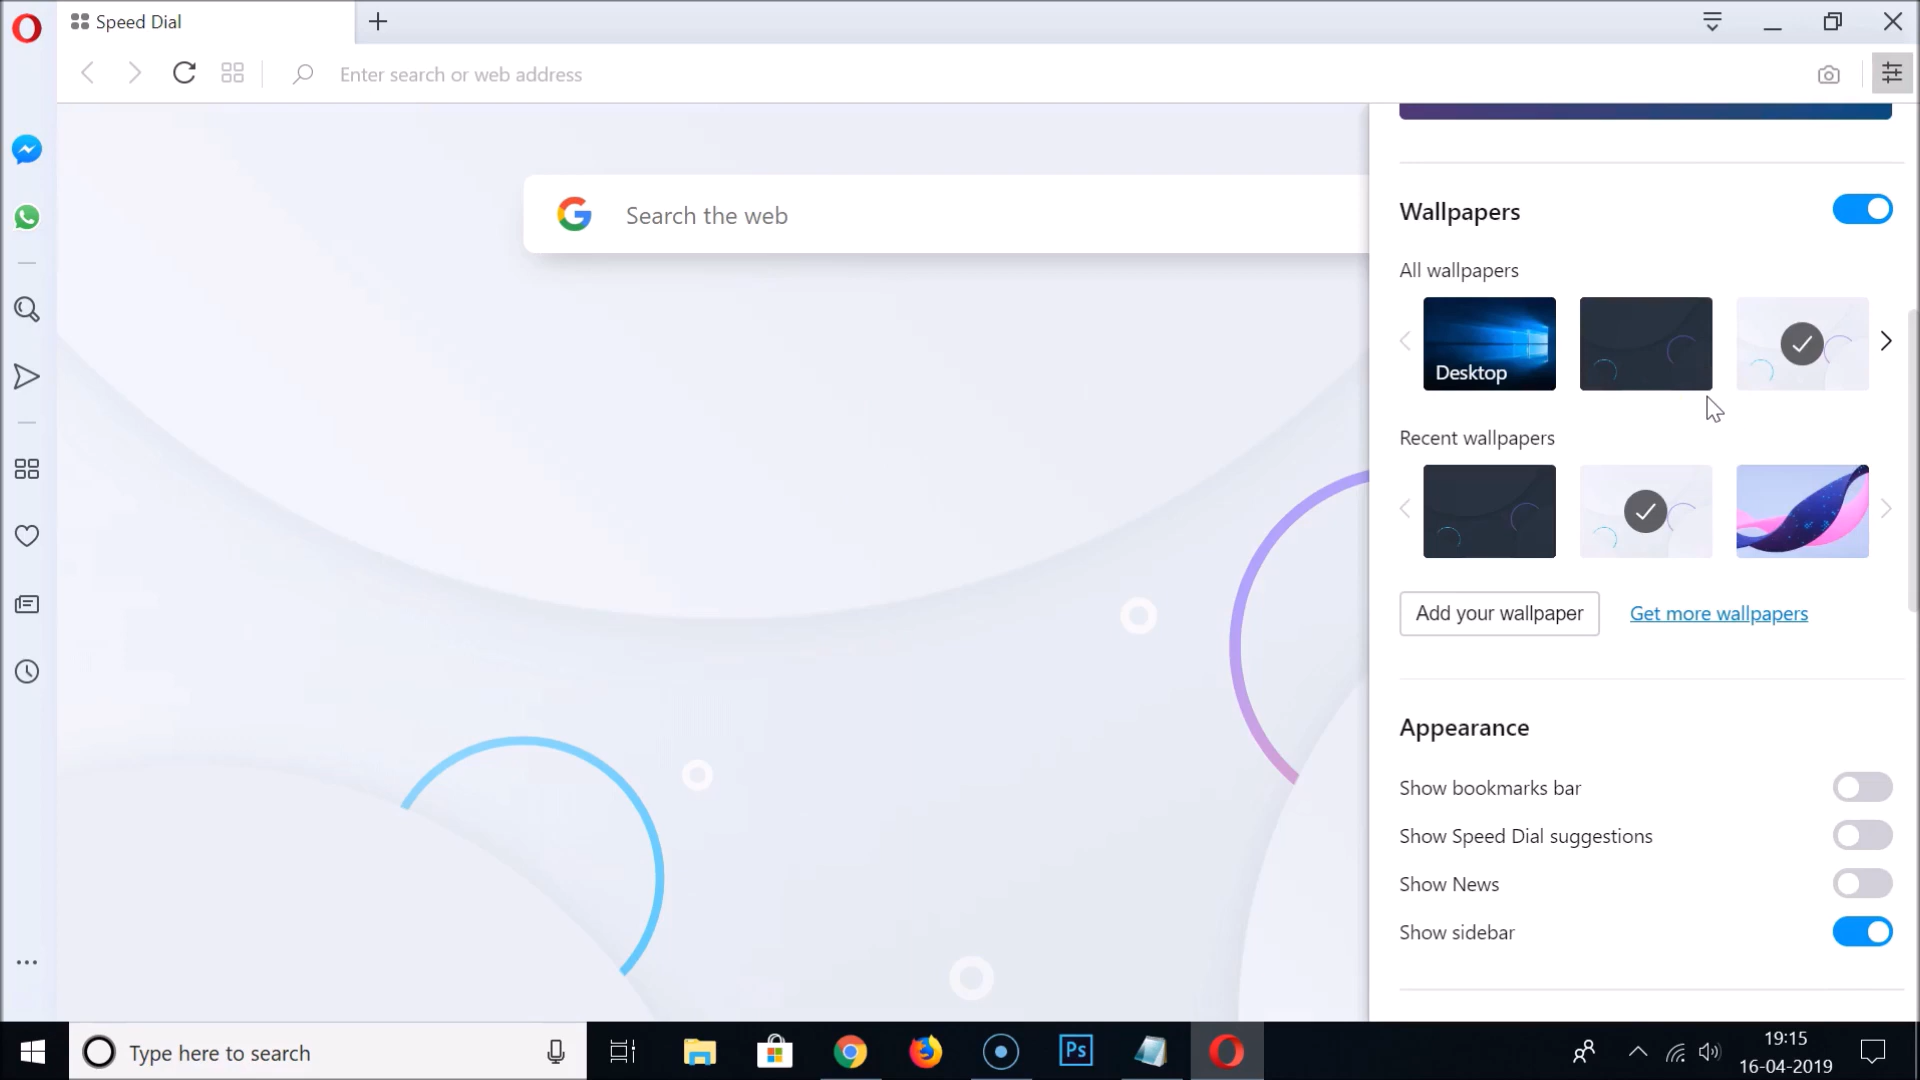 Speed Dial
Enter search or web address
Search the web
Wallpapers
All wallpapers
Desktop
Recent wallpapers
Add your wallpaper
Get more wallpapers
Appearance
Show bookmarks bar
Show Speed Dial suggestions
Show News
Show sidebar
Type here to search
Ps
19:15
16-04-2019